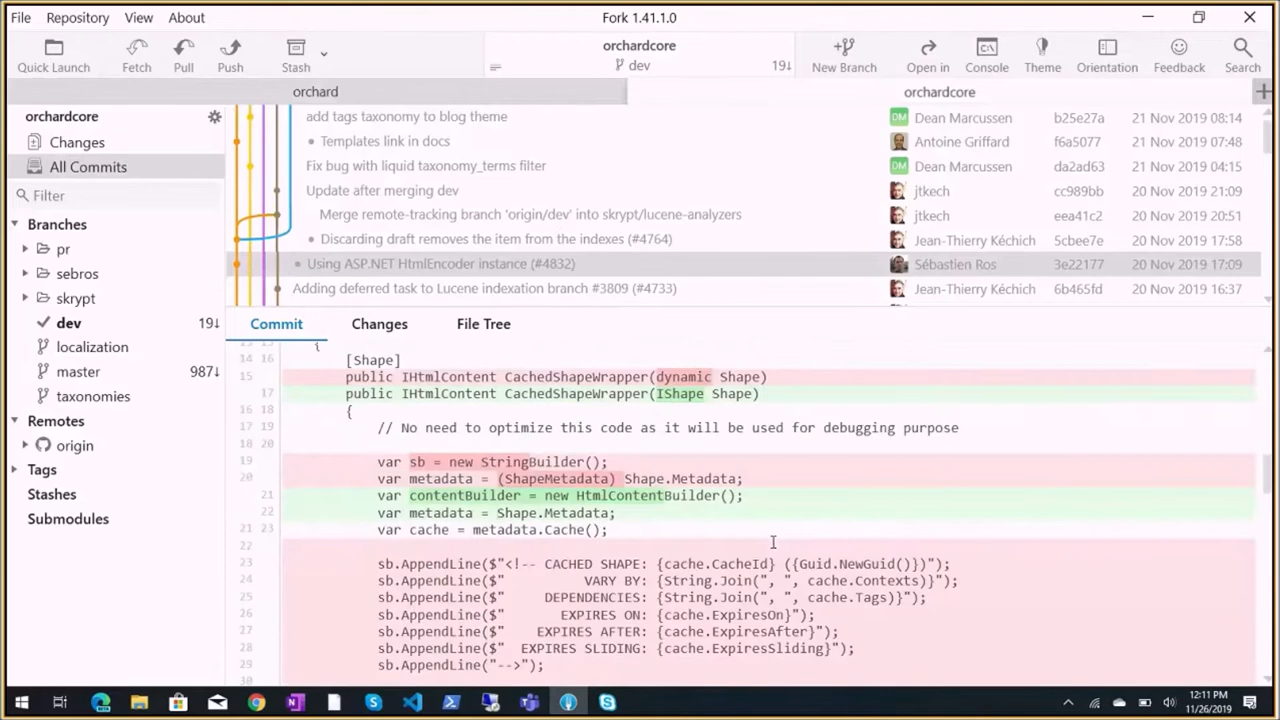 File Repository View About Fork 1.41.1.0
Quick Launch Fetch Pull Push Stash orchardcore dev 19↓ New Branch Open in Console Theme Orientation Feedback Search
orchard orchardcore
orchardcore
Changes
All Commits
Filter
Branches
pr
sebros
skrypt
dev 19↓
localization
master 987↓
taxonomies
Remotes
origin
Tags
Stashes
Submodules
add tags taxonomy to blog theme DM Dean Marcussen b25e27a 21 Nov 2019 08:14
• Templates link in docs Antoine Griffard f6a5077 21 Nov 2019 07:48
Fix bug with liquid taxonomy_terms filter DM Dean Marcussen da2ad63 21 Nov 2019 04:15
Update after merging dev jtkech cc989bb 20 Nov 2019 21:09
Merge remote-tracking branch 'origin/dev' into skrypt/lucene-analyzers jtkech eea41c2 20 Nov 2019 20:51
• Discarding draft removes the item from the indexes (#4764) Jean-Thierry Kéchich 5cbee7e 20 Nov 2019 17:58
• Using ASP.NET HtmlEncoder instance (#4832) Sébastien Ros 3e22177 20 Nov 2019 17:09
Adding deferred task to Lucene indexation branch #3809 (#4733) Jean-Thierry Kéchich 6b465fd 20 Nov 2019 16:37
Commit Changes File Tree
{
14 16 [Shape]
15 public IHtmlContent CachedShapeWrapper(dynamic Shape)
17 public IHtmlContent CachedShapeWrapper(IShape Shape)
16 18 {
17 19 // No need to optimize this code as it will be used for debugging purpose
18 20
19 var sb = new StringBuilder();
20 var metadata = (ShapeMetadata) Shape.Metadata;
21 var contentBuilder = new HtmlContentBuilder();
22 var metadata = Shape.Metadata;
21 23 var cache = metadata.Cache();
22
23 sb.AppendLine($"<!-- CACHED SHAPE: {cache.CacheId} ({Guid.NewGuid()})");
24 sb.AppendLine($" VARY BY: {String.Join(", ", cache.Contexts)}");
25 sb.AppendLine($" DEPENDENCIES: {String.Join(", ", cache.Tags)}");
26 sb.AppendLine($" EXPIRES ON: {cache.ExpiresOn}");
27 sb.AppendLine($" EXPIRES AFTER: {cache.ExpiresAfter}");
28 sb.AppendLine($" EXPIRES SLIDING: {cache.ExpiresSliding}");
29 sb.AppendLine("-->");
30
12:11 PM
11/26/2019